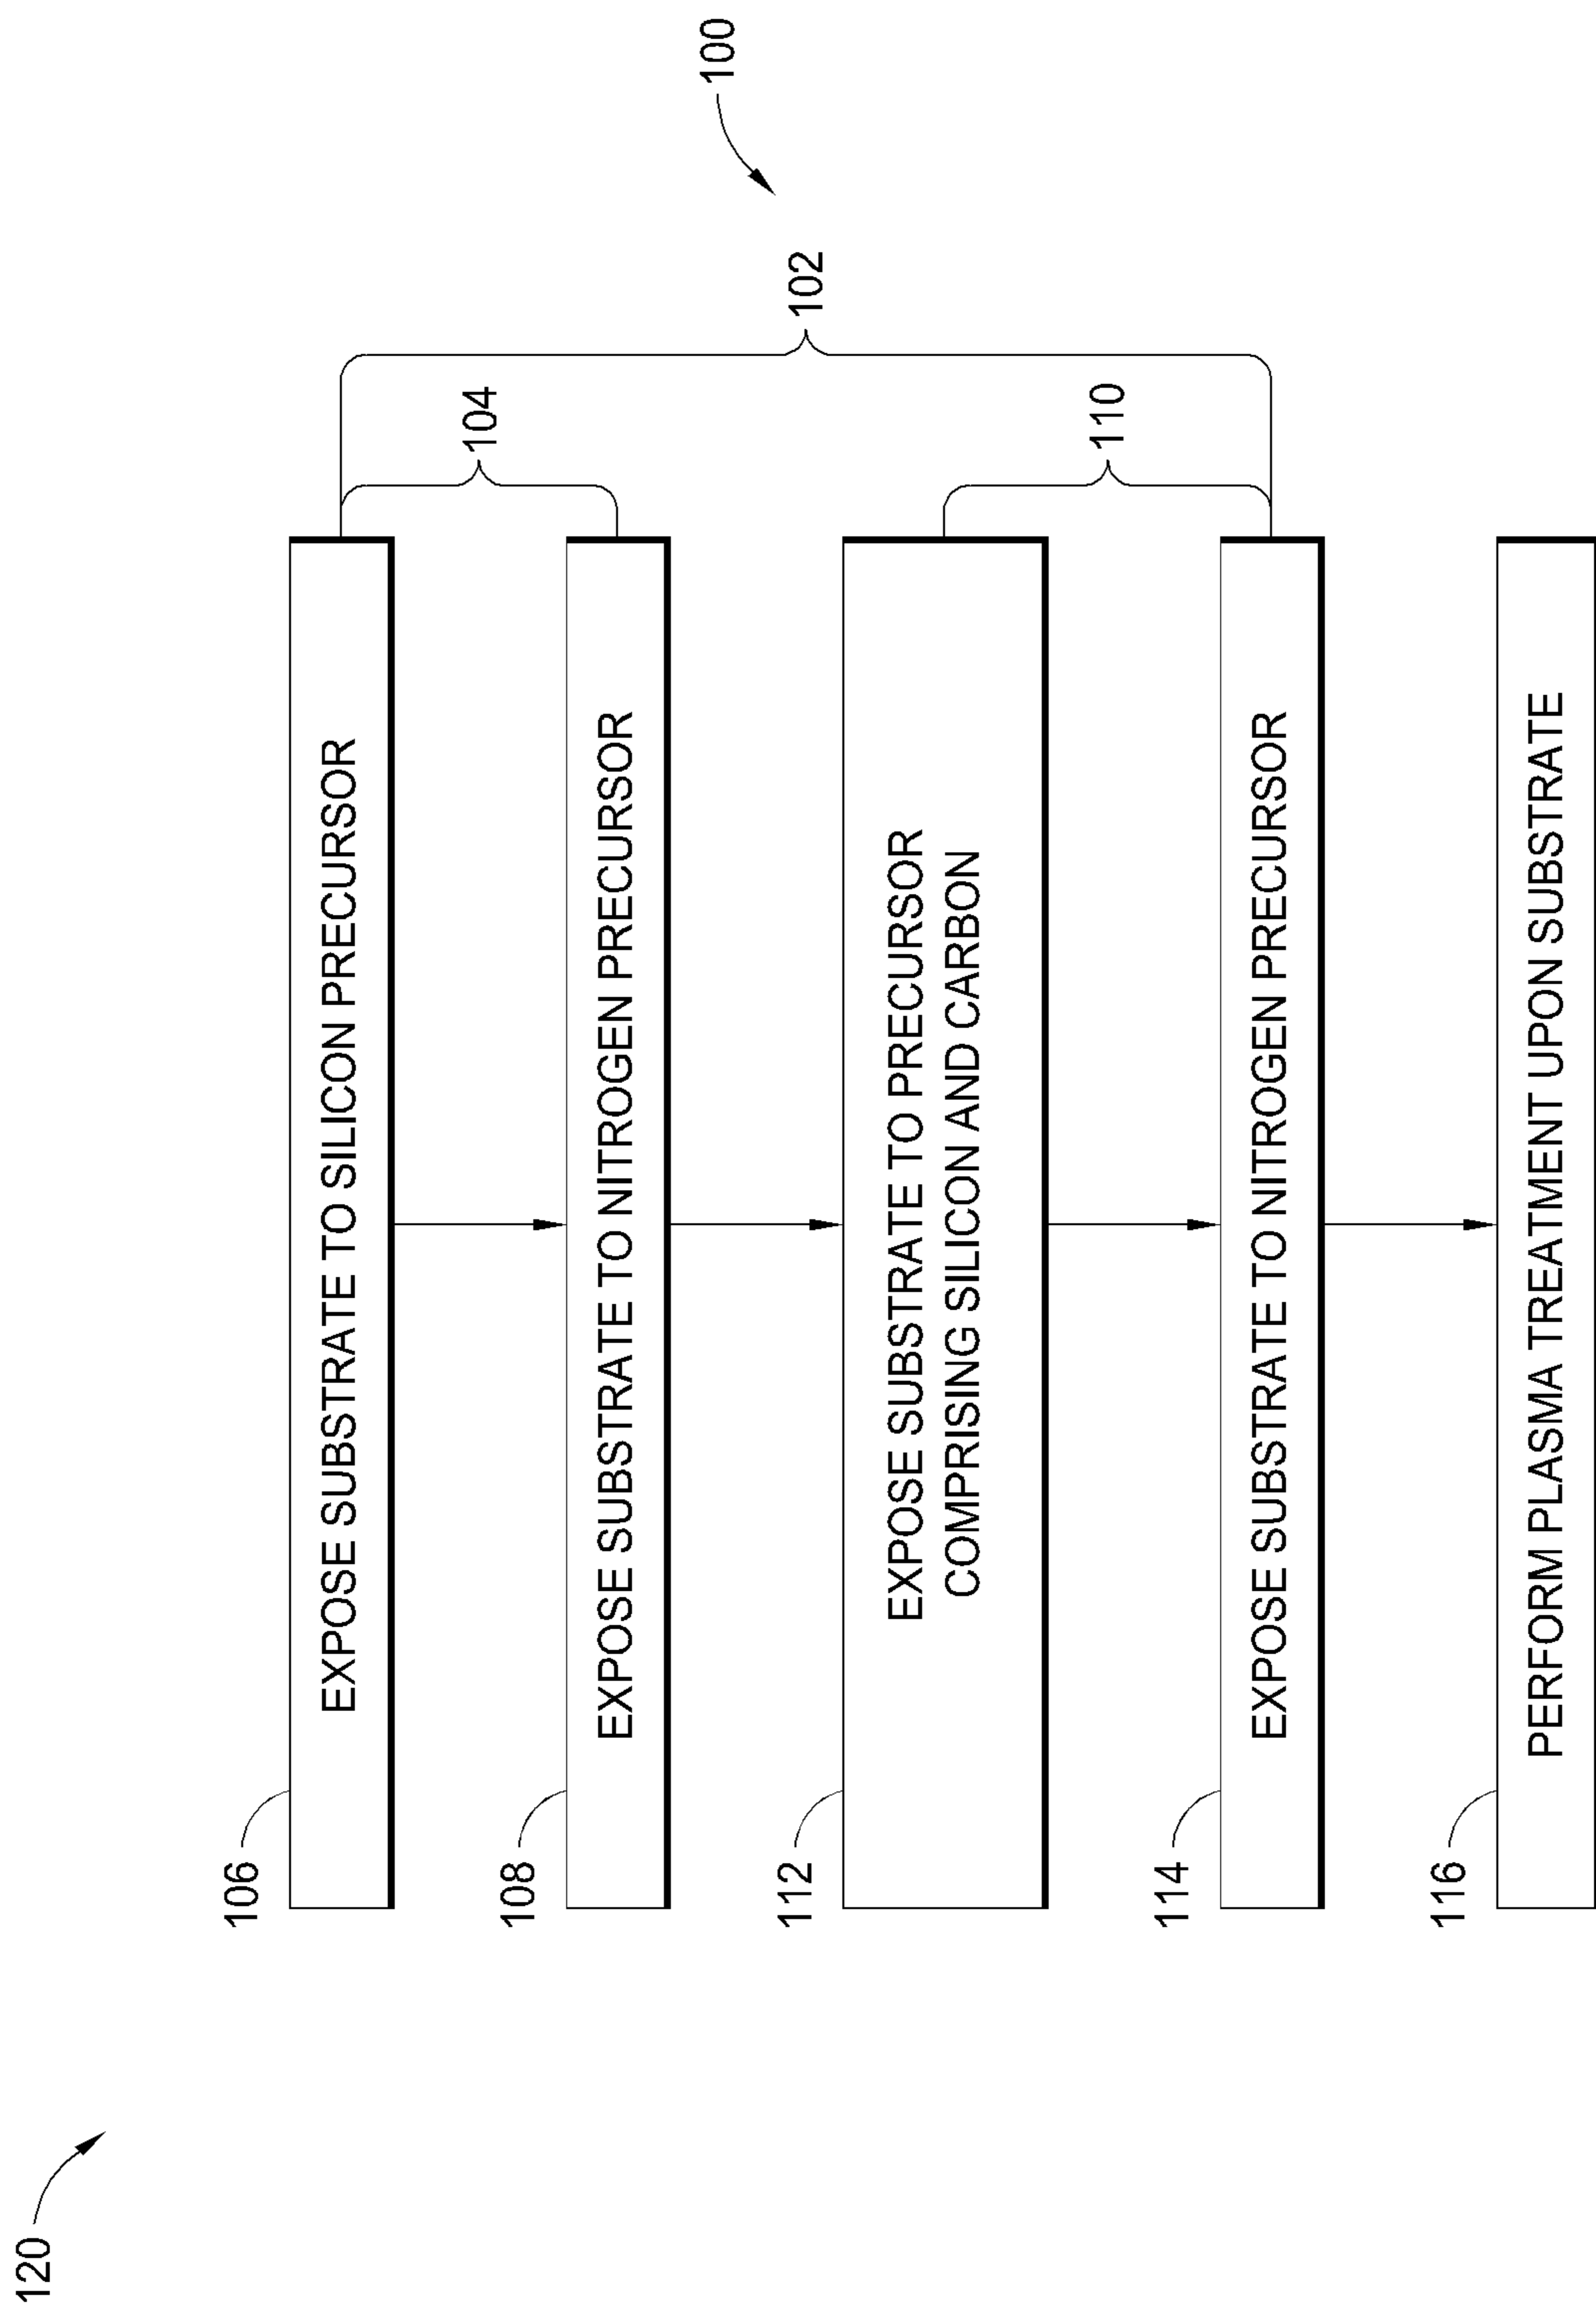 120
100
106
EXPOSE SUBSTRATE TO SILICON PRECURSOR
104
102
108
EXPOSE SUBSTRATE TO NITROGEN PRECURSOR
112
EXPOSE SUBSTRATE TO PRECURSOR
COMPRISING SILICON AND CARBON
110
114
EXPOSE SUBSTRATE TO NITROGEN PRECURSOR
116
PERFORM PLASMA TREATMENT UPON SUBSTRATE